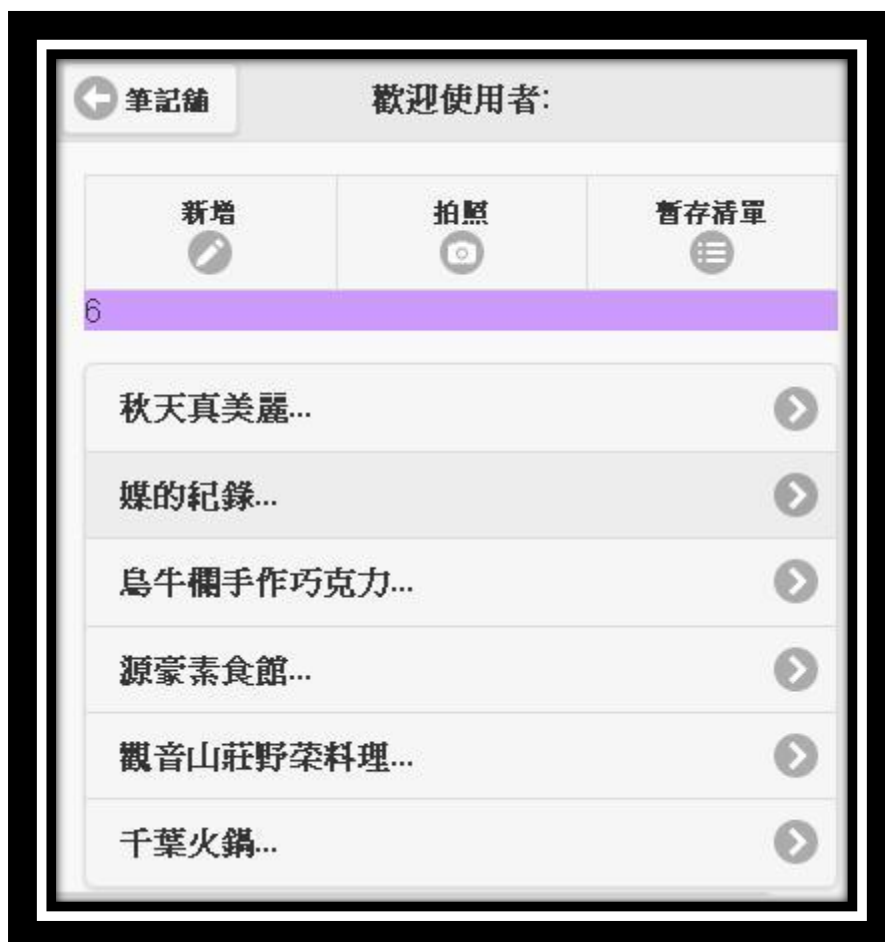 筆記舖
歡迎使用者:
新增
拍照
暫存清單
6
秋天真美麗...
媒的紀錄...
烏牛欄手作巧克力...
源豪素食館...
觀音山莊野菜料理...
千葉火鍋...